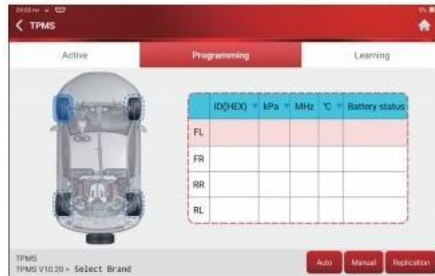 TPMS
Active
Programming
Learning
ID(HEX) kPa MHz ℃ Battery status
FL
FR
RR
RL
TPMS
TPMS V10.20 > Select Brand
Auto
Manual
Replication